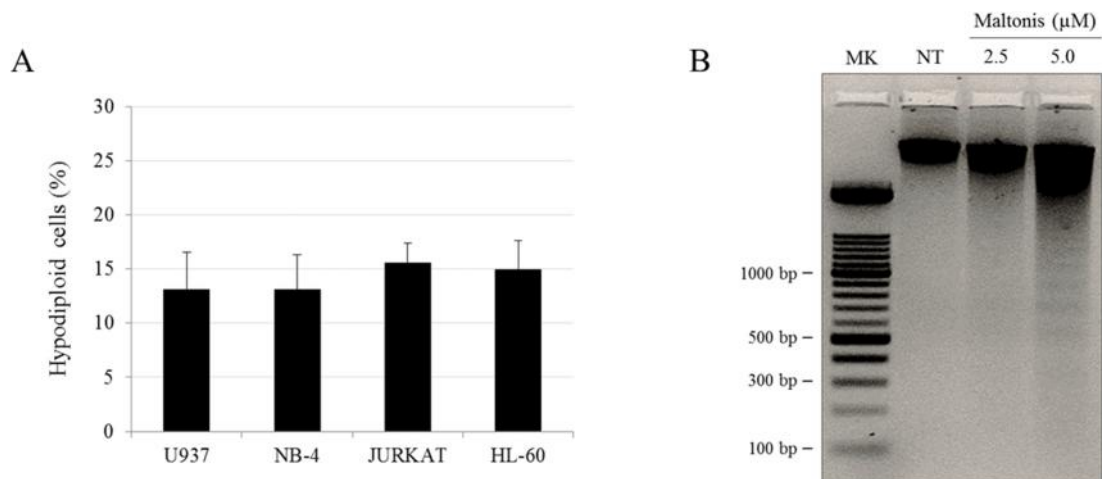 A
Hypodiploid cells (%)
30
25
20
15
10
5
0
U937 NB-4 JURKAT HL-60
B
Maltonis (µM)
MK NT 2.5 5.0
1000 bp
500 bp
300 bp
100 bp